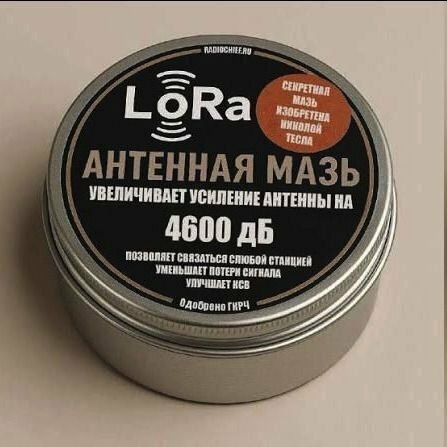 RADIOCHIEF.RU
LoRa
СЕКРЕТНАЯ
МАЗЬ
ИЗОБРЕТЕНА
НИКОЛОЙ
ТЕСЛА
АНТЕННАЯ МАЗЬ
УВЕЛИЧИВАЕТ УСИЛЕНИЕ АНТЕННЫ НА
4600 дБ
ПОЗВОЛЯЕТ СВЯЗАТЬСЯ СЛЮБОЙ СТАНЦИЕЙ
УМЕНЬШАЕТ ПОТЕРИ СИГНАЛА
УЛУЧШАЕТ КСВ
Одобрено ГКРЧ